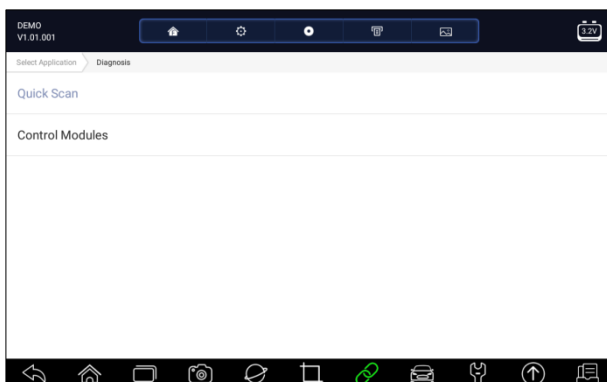 DEMO
V1.01.001
3.2V
Select Application Diagnosis
Quick Scan
Control Modules